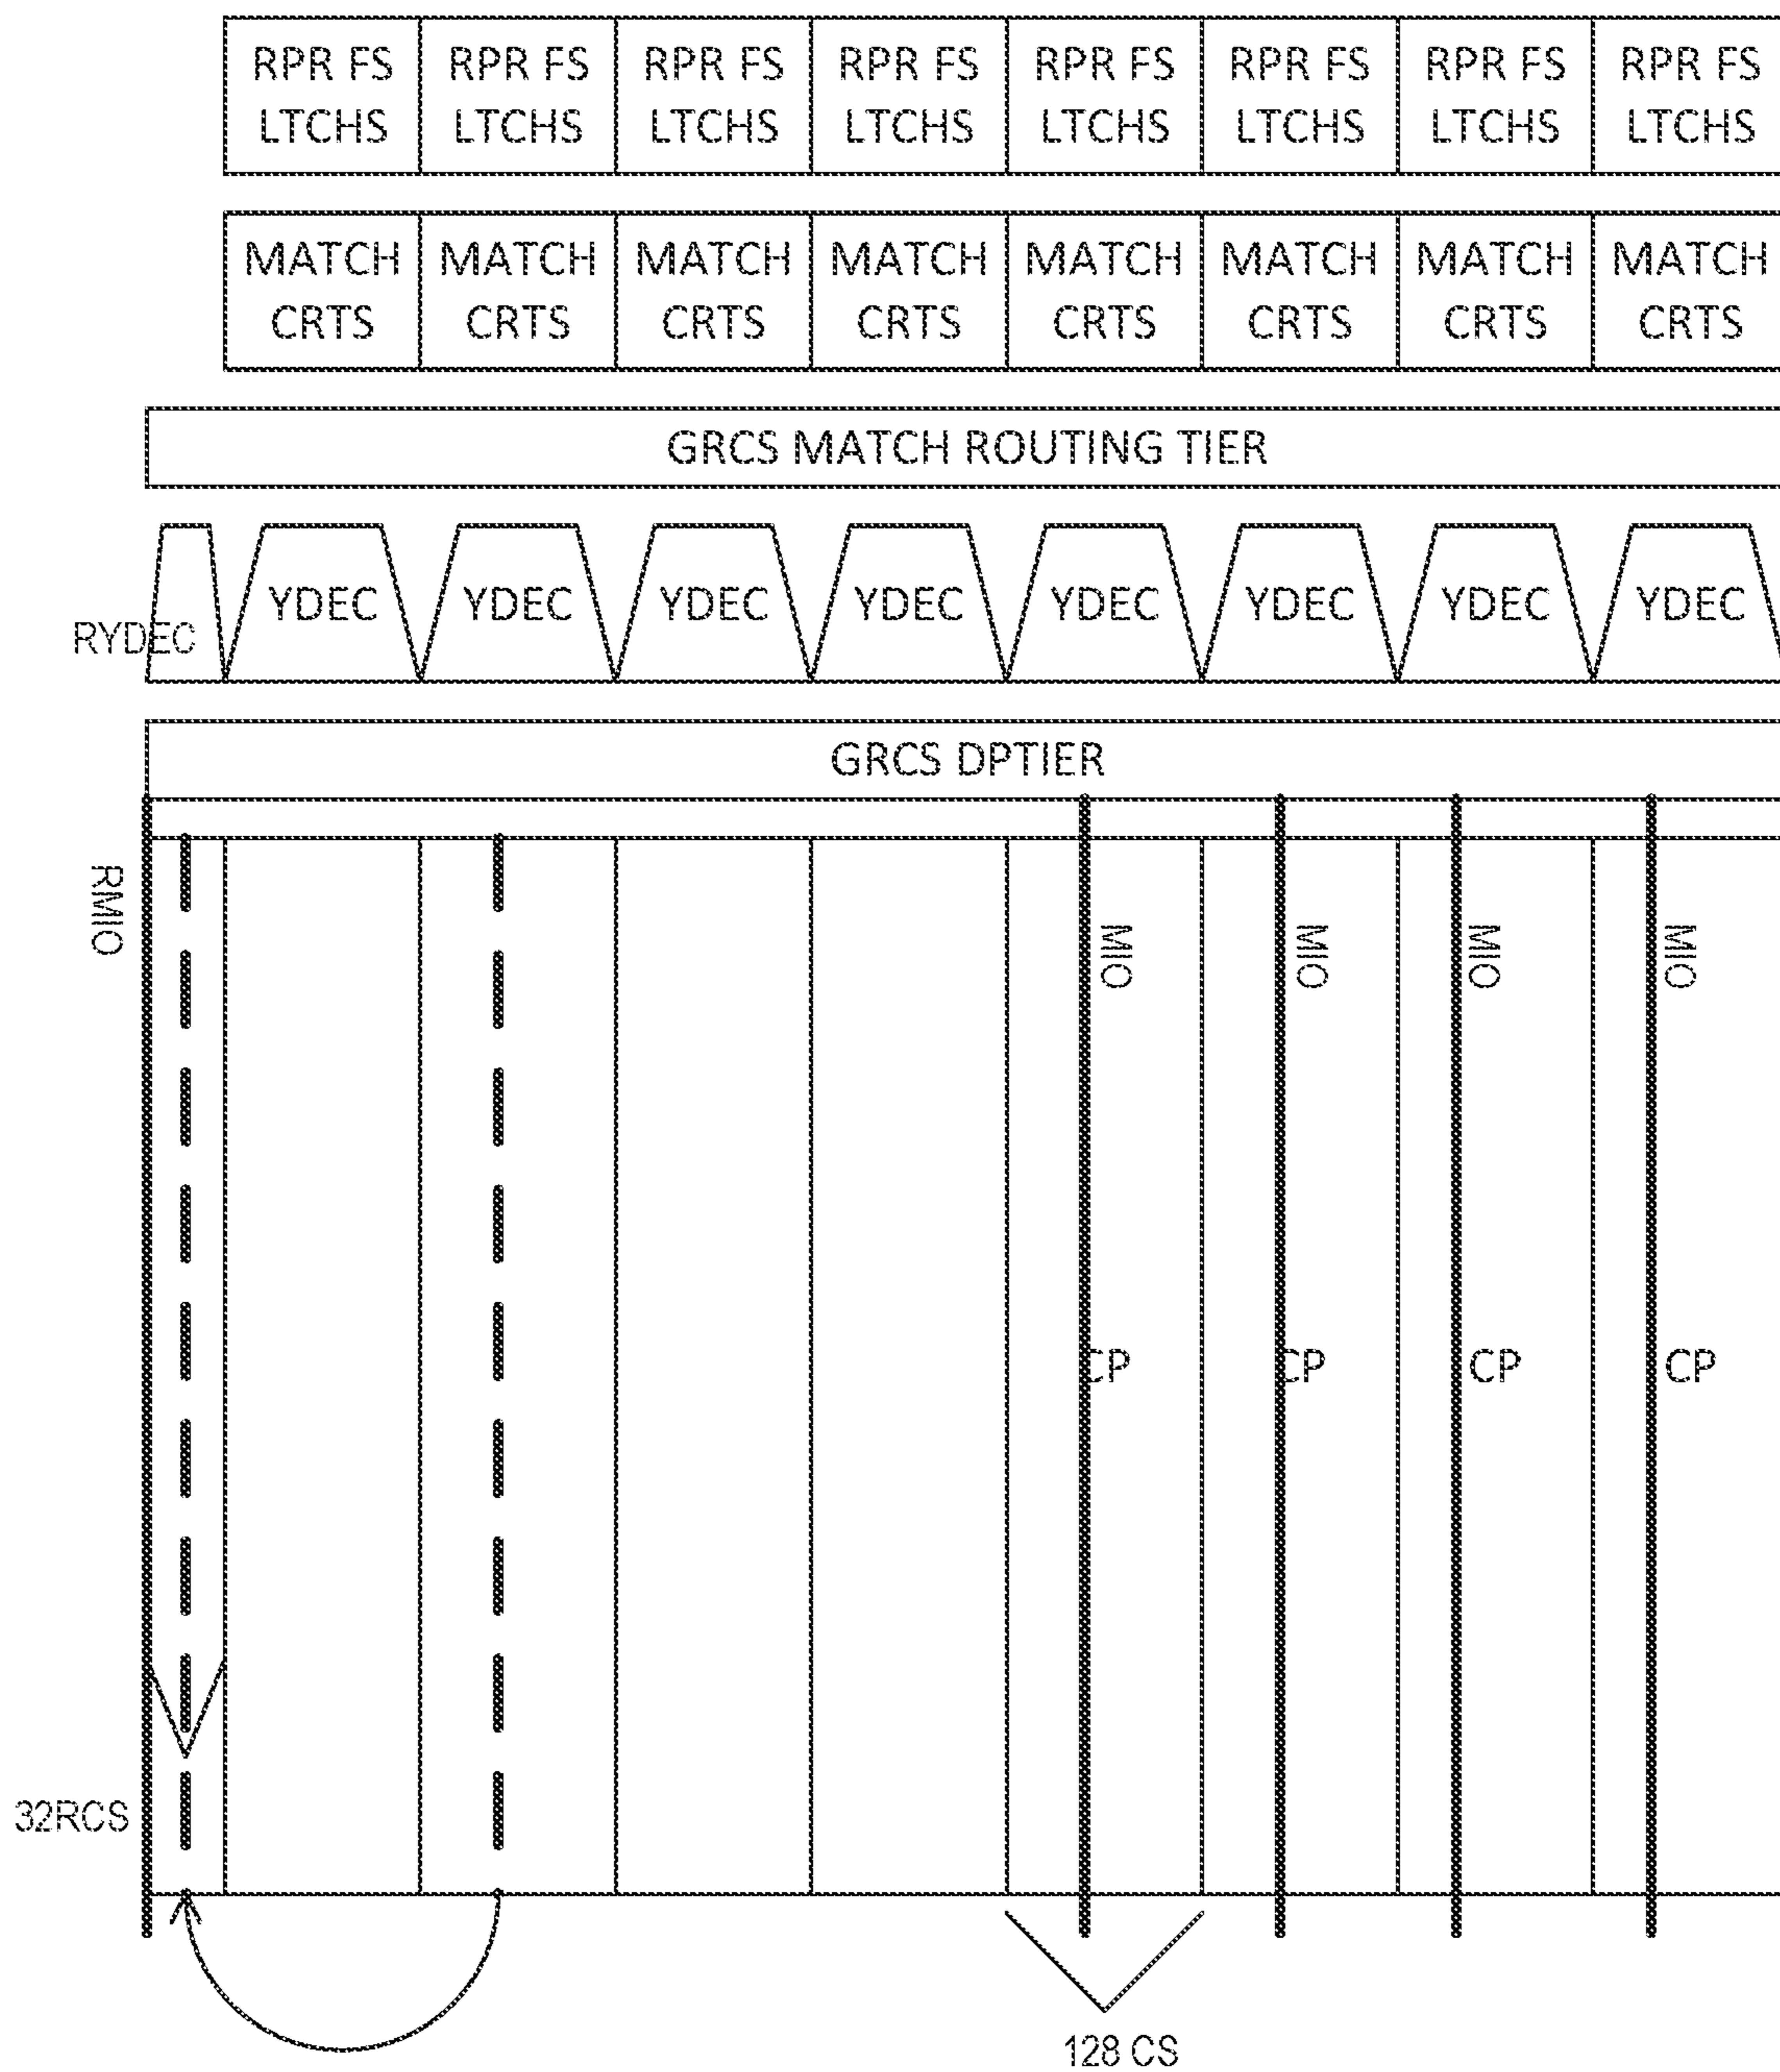 RPR FS RPR FS RPR FS RPR FS RPR FS RPR FS RPR FS RPR FS
LTCHS LTCHS LTCHS LTCHS LTCHS LTCHS LTCHS LTCHS
MATCH MATCH MATCH MATCH MATCH MATCH MATCH MATCH
CRTS CRTS CRTS CRTS CRTS CRTS CRTS CRTS
GRCS MATCH ROUTING TIER
YDEC YDEC YDEC YDEC YDEC YDEC YDEC YDEC
RYDEC
GRCS DPTIER
RMIO
MIO MIO MIO MIO
CP CP CP CP
32RCS
128 CS